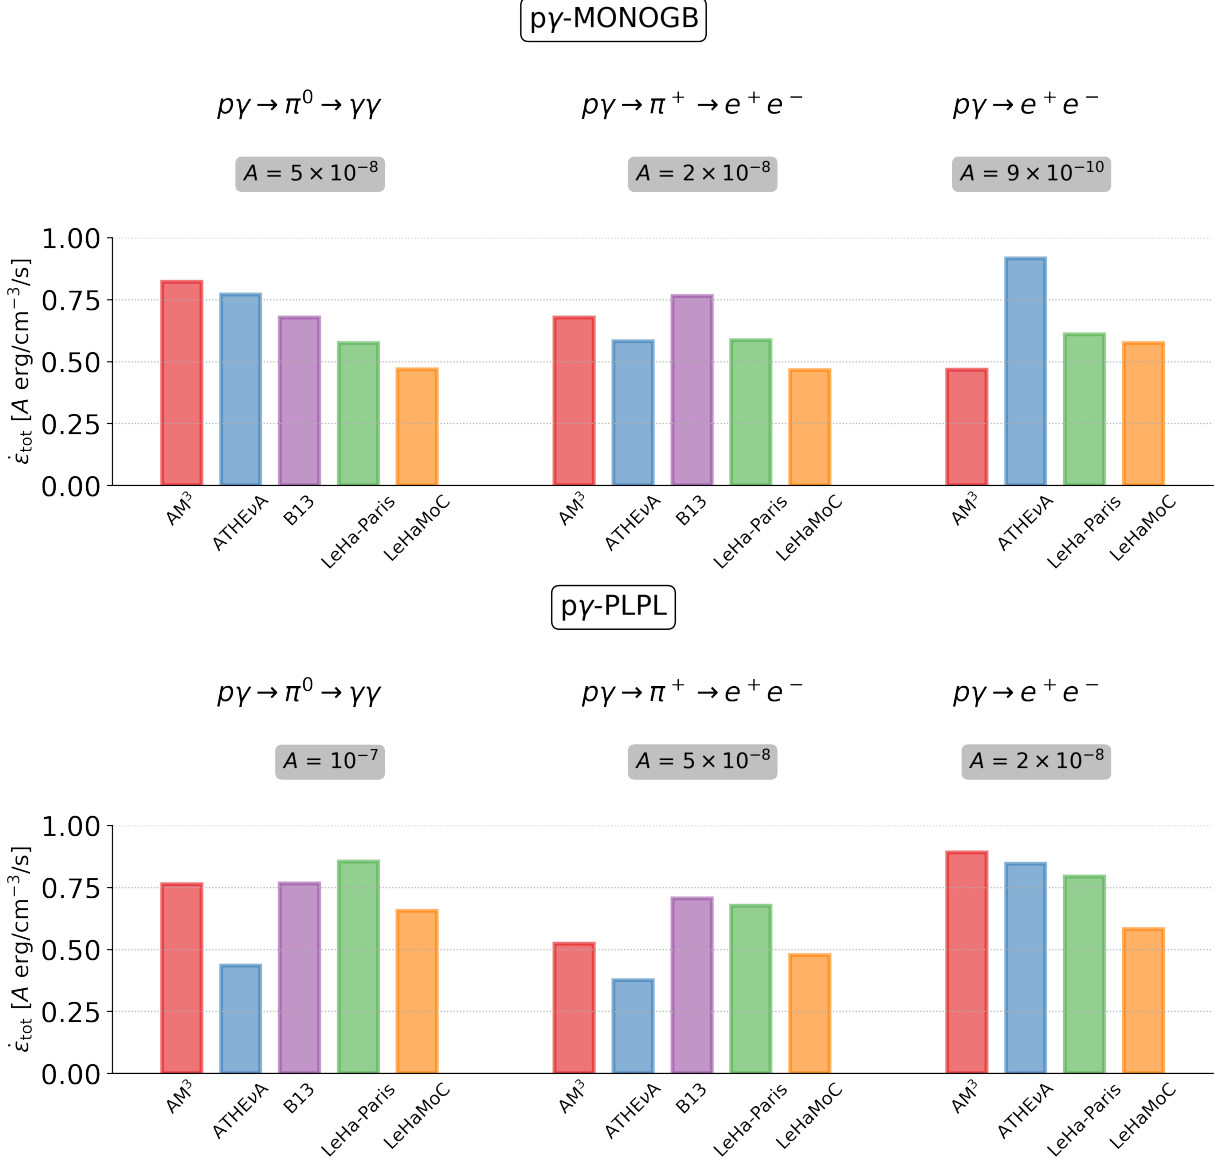 pγ-MONOGB
pγ → π⁰ → γγ
pγ → π⁺ → e⁺e⁻
pγ → e⁺e⁻
A = 5 × 10⁻⁸
A = 2 × 10⁻⁸
A = 9 × 10⁻¹⁰
ε̇tot [A erg/cm⁻³/s]
1.00
0.75
0.50
0.25
0.00
AM³
ATHEνA
B13
LeHa-Paris
LeHaMoC
AM³
ATHEνA
B13
LeHa-Paris
LeHaMoC
AM³
ATHEνA
LeHa-Paris
LeHaMoC
pγ-PLPL
pγ → π⁰ → γγ
pγ → π⁺ → e⁺e⁻
pγ → e⁺e⁻
A = 10⁻⁷
A = 5 × 10⁻⁸
A = 2 × 10⁻⁸
ε̇tot [A erg/cm⁻³/s]
1.00
0.75
0.50
0.25
0.00
AM³
ATHEνA
B13
LeHa-Paris
LeHaMoC
AM³
ATHEνA
B13
LeHa-Paris
LeHaMoC
AM³
ATHEνA
LeHa-Paris
LeHaMoC